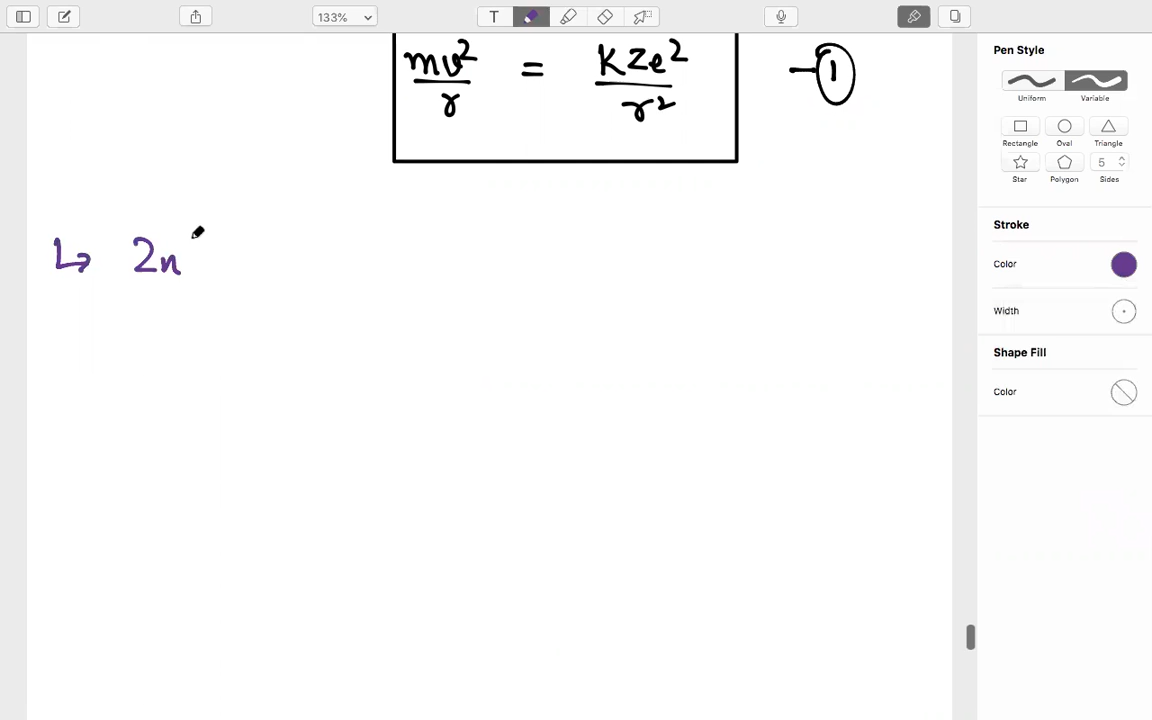 133%
T
mv²/r = KZe²/r² -①
↳ 2n
Pen Style
Uniform Variable
Rectangle Oval Triangle
5
Star Polygon Sides
Stroke
Color
Width
Shape Fill
Color